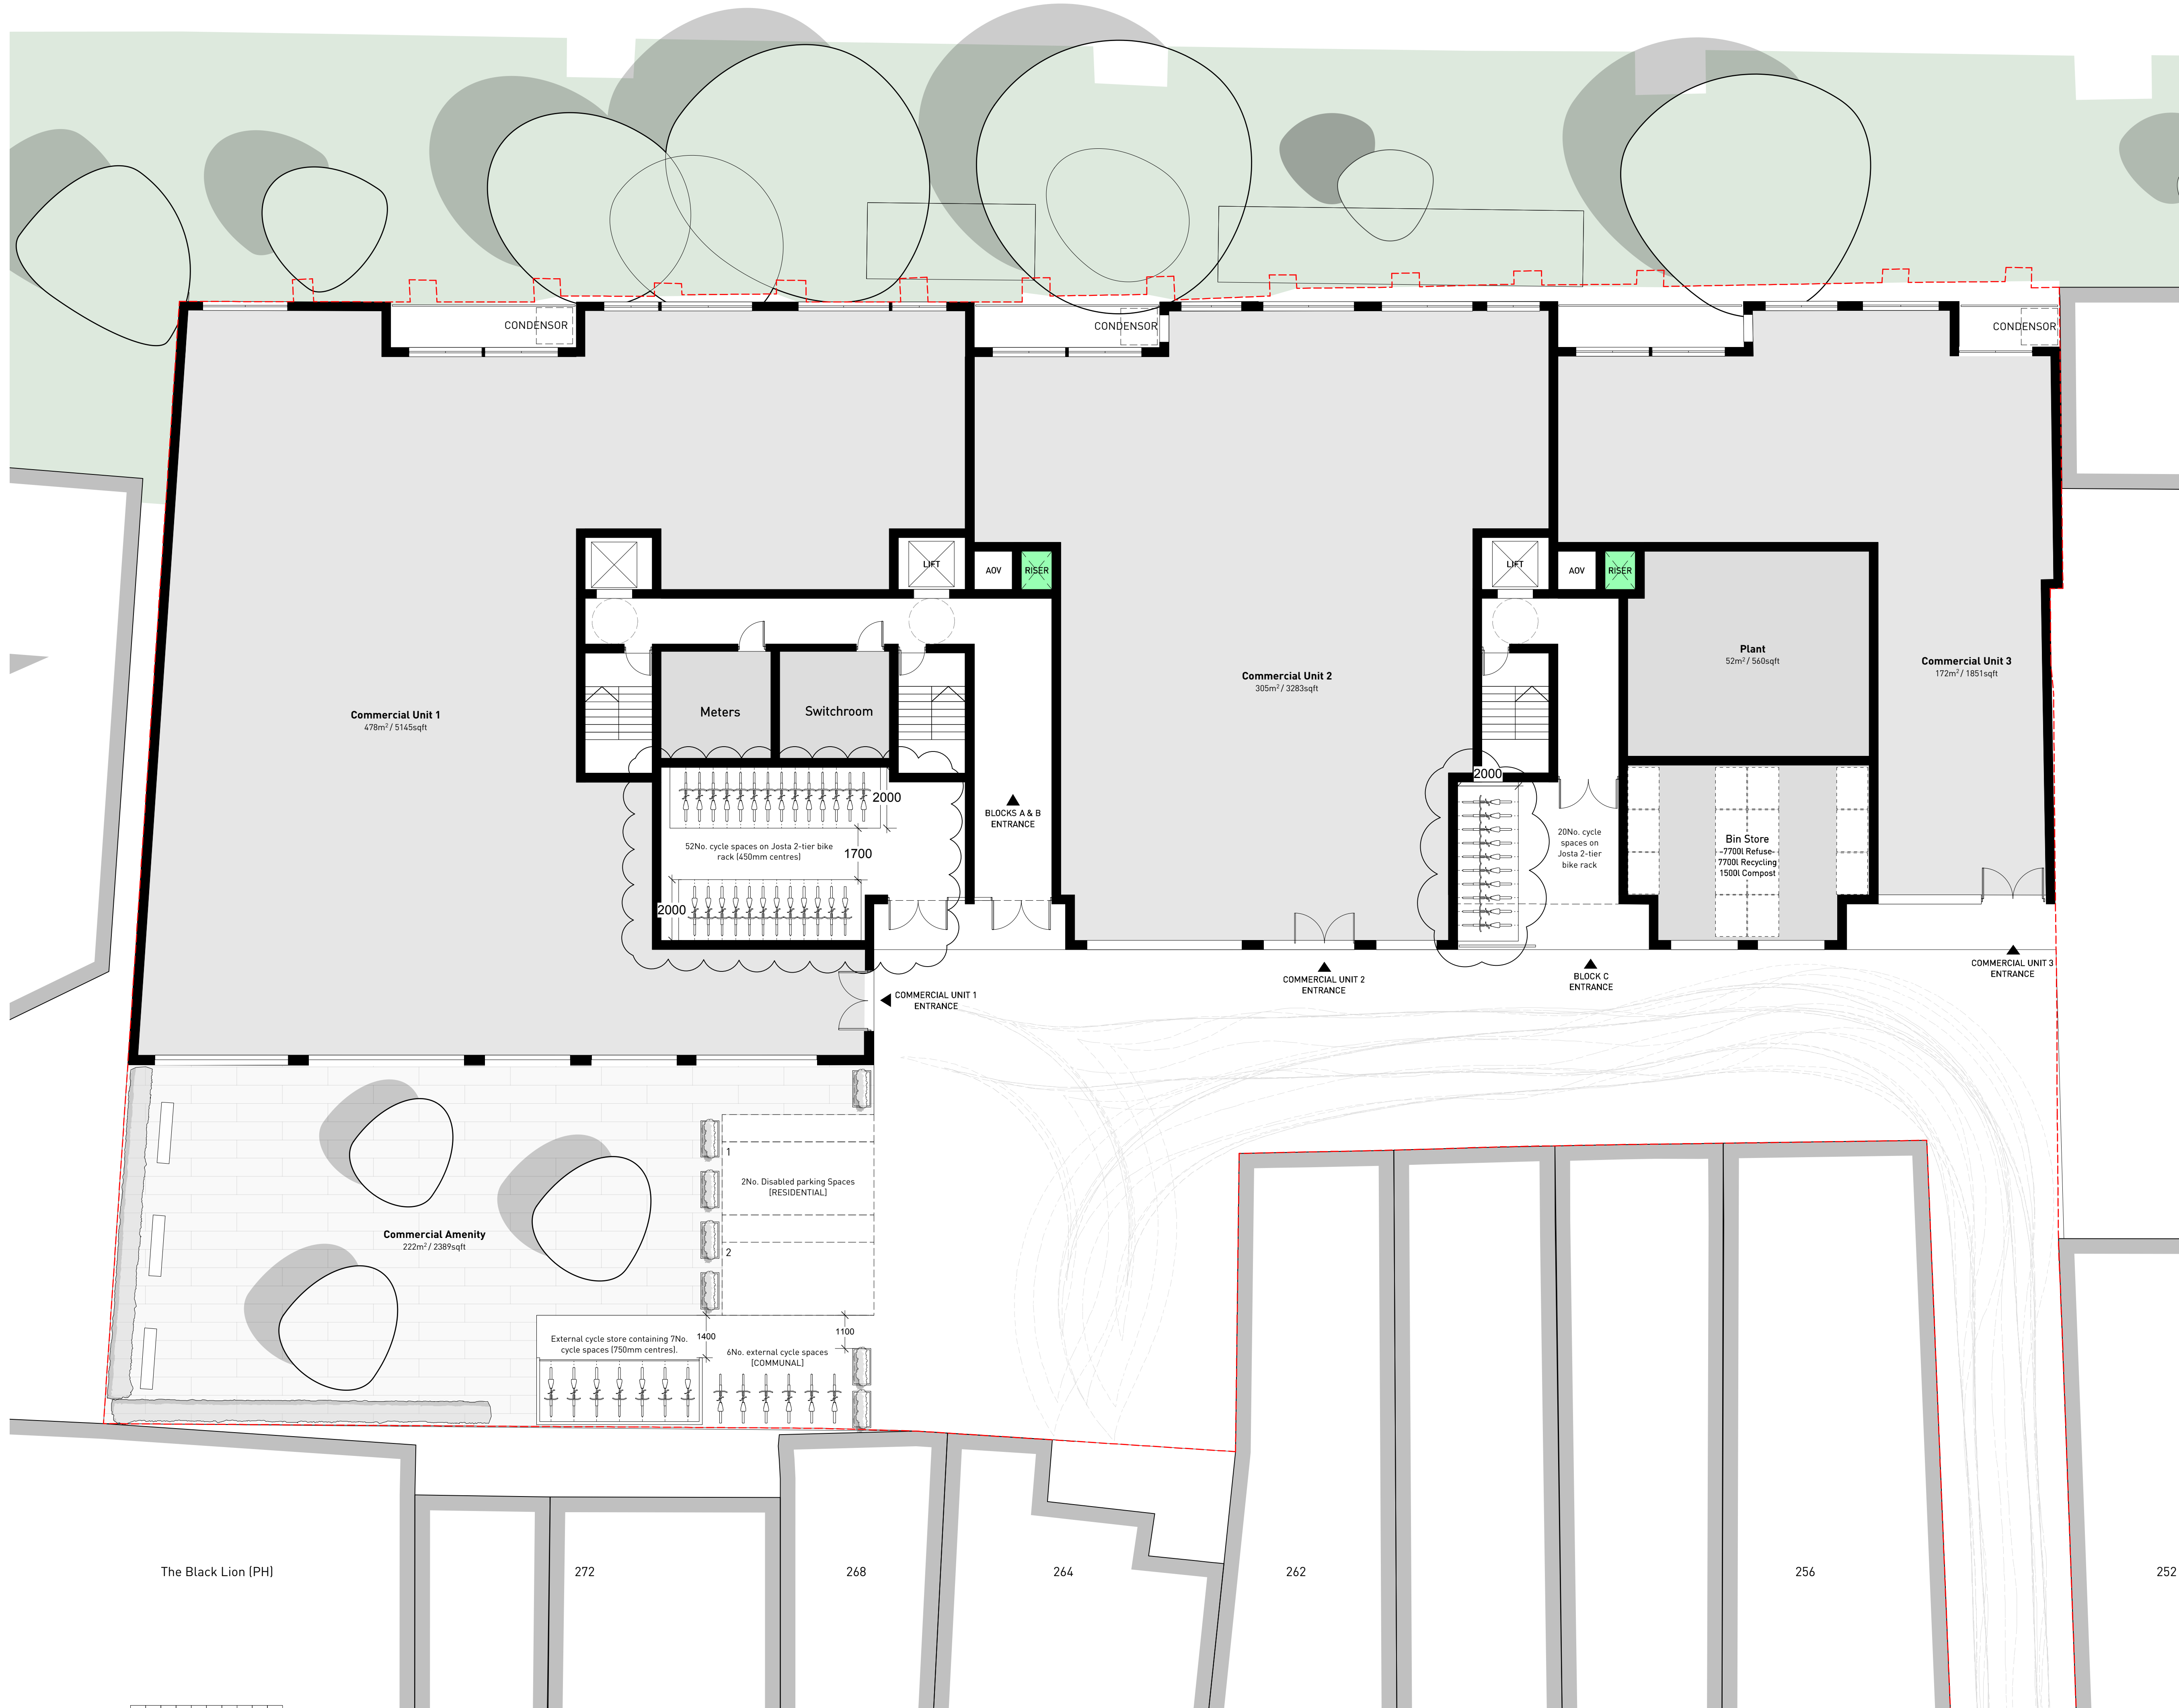 CONDENSOR
CONDENSOR
CONDENSOR
LIFT
AOV
RISER
LIFT
AOV
RISER
Commercial Unit 1
478m² / 5145sqft
Meters
Switchroom
Commercial Unit 2
305m² / 3283sqft
Plant
52m² / 560sqft
Commercial Unit 3
172m² / 1851sqft
2000
52No. cycle spaces on Josta 2-tier bike
rack (450mm centres)
1700
2000
BLOCKS A & B
ENTRANCE
2000
20No. cycle
spaces on
Josta 2-tier
bike rack
Bin Store
7700l Refuse
7700l Recycling
1500l Compost
COMMERCIAL UNIT 1
ENTRANCE
COMMERCIAL UNIT 2
ENTRANCE
BLOCK C
ENTRANCE
COMMERCIAL UNIT 3
ENTRANCE
1
2No. Disabled parking Spaces
[RESIDENTIAL]
2
Commercial Amenity
222m² / 2389sqft
External cycle store containing 7No.
cycle spaces (750mm centres).
1400
1100
6No. external cycle spaces
[COMMUNAL]
The Black Lion (PH)
272
268
264
262
256
252